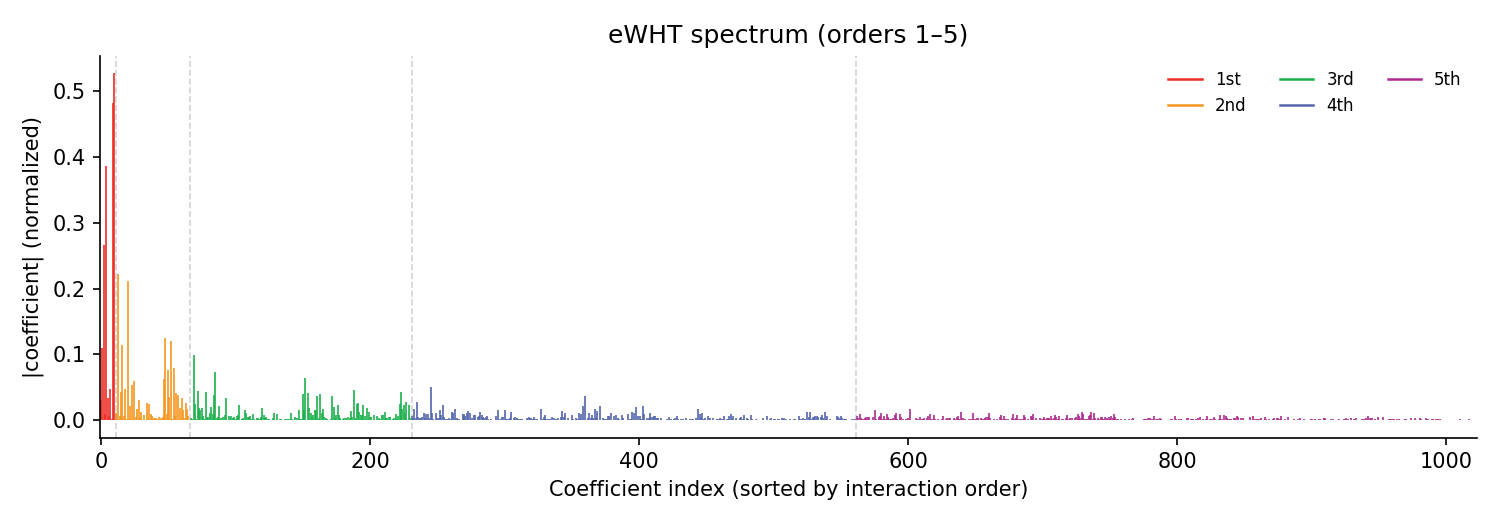 eWHT spectrum (orders 1–5)
|coefficient| (normalized)
0.5
0.4
0.3
0.2
0.1
0.0
1st 3rd 5th
2nd 4th
0 200 400 600 800 1000
Coefficient index (sorted by interaction order)